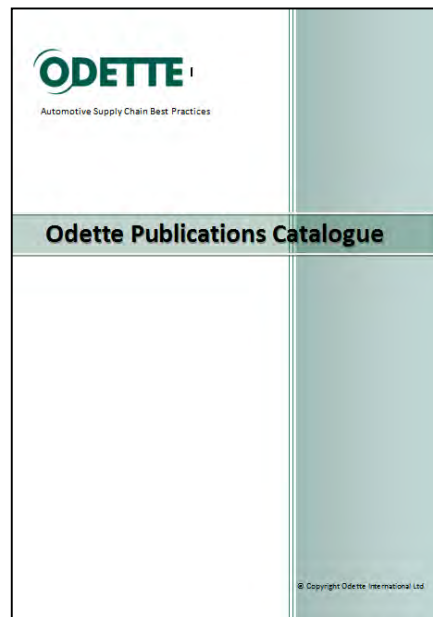 ODETTE
Automotive Supply Chain Best Practices
Odette Publications Catalogue
© Copyright Odette International Ltd